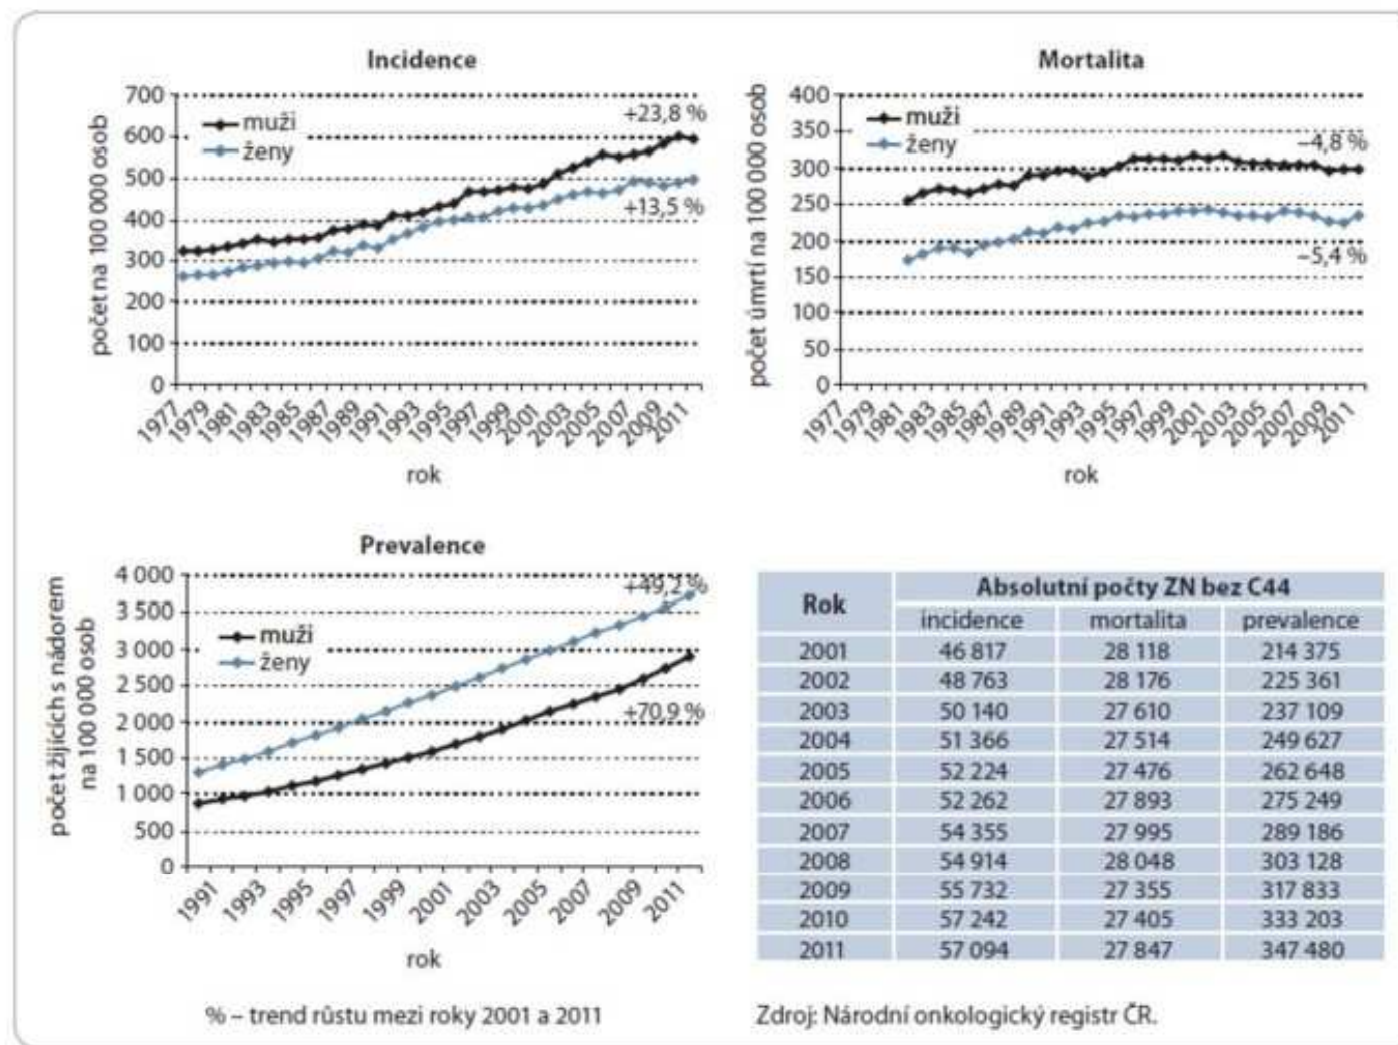 Incidence
počet na 100 000 osob
700
600
500
400
300
200
100
0
muži
ženy
+23,8 %
+13,5 %
1977
1979
1981
1983
1985
1987
1989
1991
1993
1995
1997
1999
2001
2003
2005
2007
2009
2011
rok
Mortalita
počet úmrtí na 100 000 osob
400
350
300
250
200
150
100
50
0
muži
ženy
–4,8 %
–5,4 %
1977
1979
1981
1983
1985
1987
1989
1991
1993
1995
1997
1999
2001
2003
2005
2007
2009
2011
rok
Prevalence
počet žijících s nádorem
na 100 000 osob
4 000
3 500
3 000
2 500
2 000
1 500
1 000
500
0
muži
ženy
+49,2 %
+70,9 %
1991
1993
1995
1997
1999
2001
2003
2005
2007
2009
2011
rok
Rok Absolutní počty ZN bez C44
incidence mortalita prevalence
2001 46 817 28 118 214 375
2002 48 763 28 176 225 361
2003 50 140 27 610 237 109
2004 51 366 27 514 249 627
2005 52 224 27 476 262 648
2006 52 262 27 893 275 249
2007 54 355 27 995 289 186
2008 54 914 28 048 303 128
2009 55 732 27 355 317 833
2010 57 242 27 405 333 203
2011 57 094 27 847 347 480
% – trend růstu mezi roky 2001 a 2011
Zdroj: Národní onkologický registr ČR.